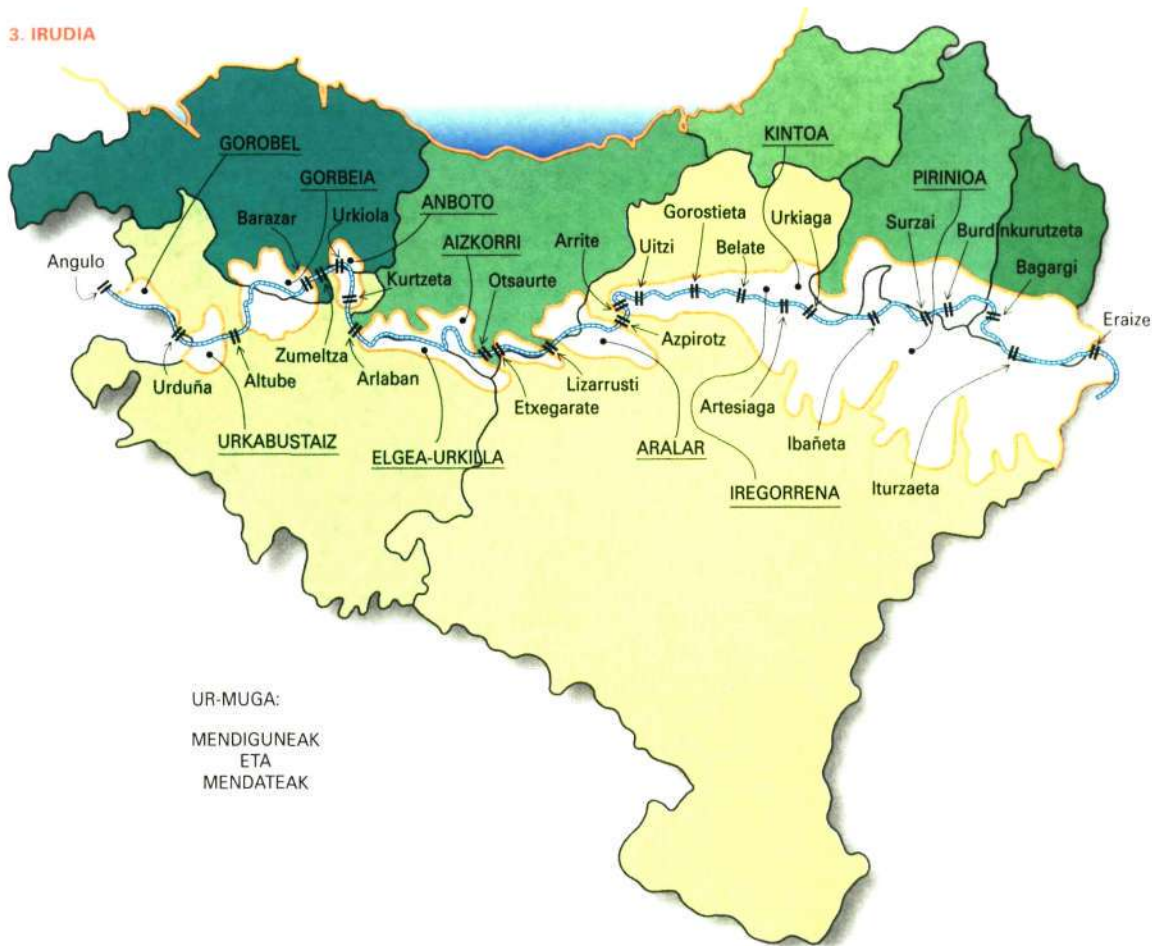 3. IRUDIA
GOROBEL
GORBEIA
Barazar
Urkiola
ANBOTO
AIZKORRI
Kurtzeta
Otsaurte
Arrite
Uitzi
Gorostieta
Belate
KINTOA
Urkiaga
PIRINIOA
Surzai
Burdinkurutzeta
Bagargi
Angulo
Eraize
Urduña
Altube
Zumeltza
Arlaban
Etxegarate
Lizarrusti
Azpirotz
Artesiaga
Ibañeta
Iturzaeta
URKABUSTAIZ
ELGEA-URKILLA
ARALAR
IREGORRENA
UR-MUGA:
MENDIGUNEAK
ETA
MENDATEAK